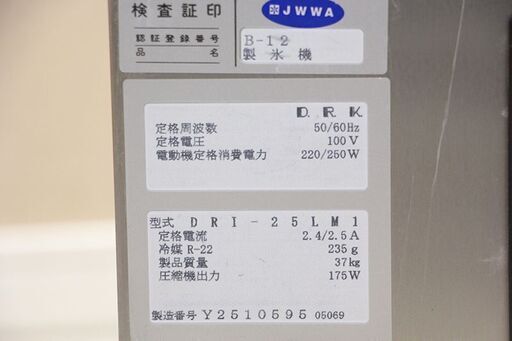 検査証印
JWWA
認証登録番号 B-12
品名 製氷機
D.R.K
定格周波数 50/60Hz
定格電圧 100V
電動機定格消費電力 220/250W
型式 DRI-25LM1
定格電流 2.4/2.5A
冷媒 R-22 235g
製品質量 37kg
圧縮機出力 175W
製造番号 Y2510595 05069